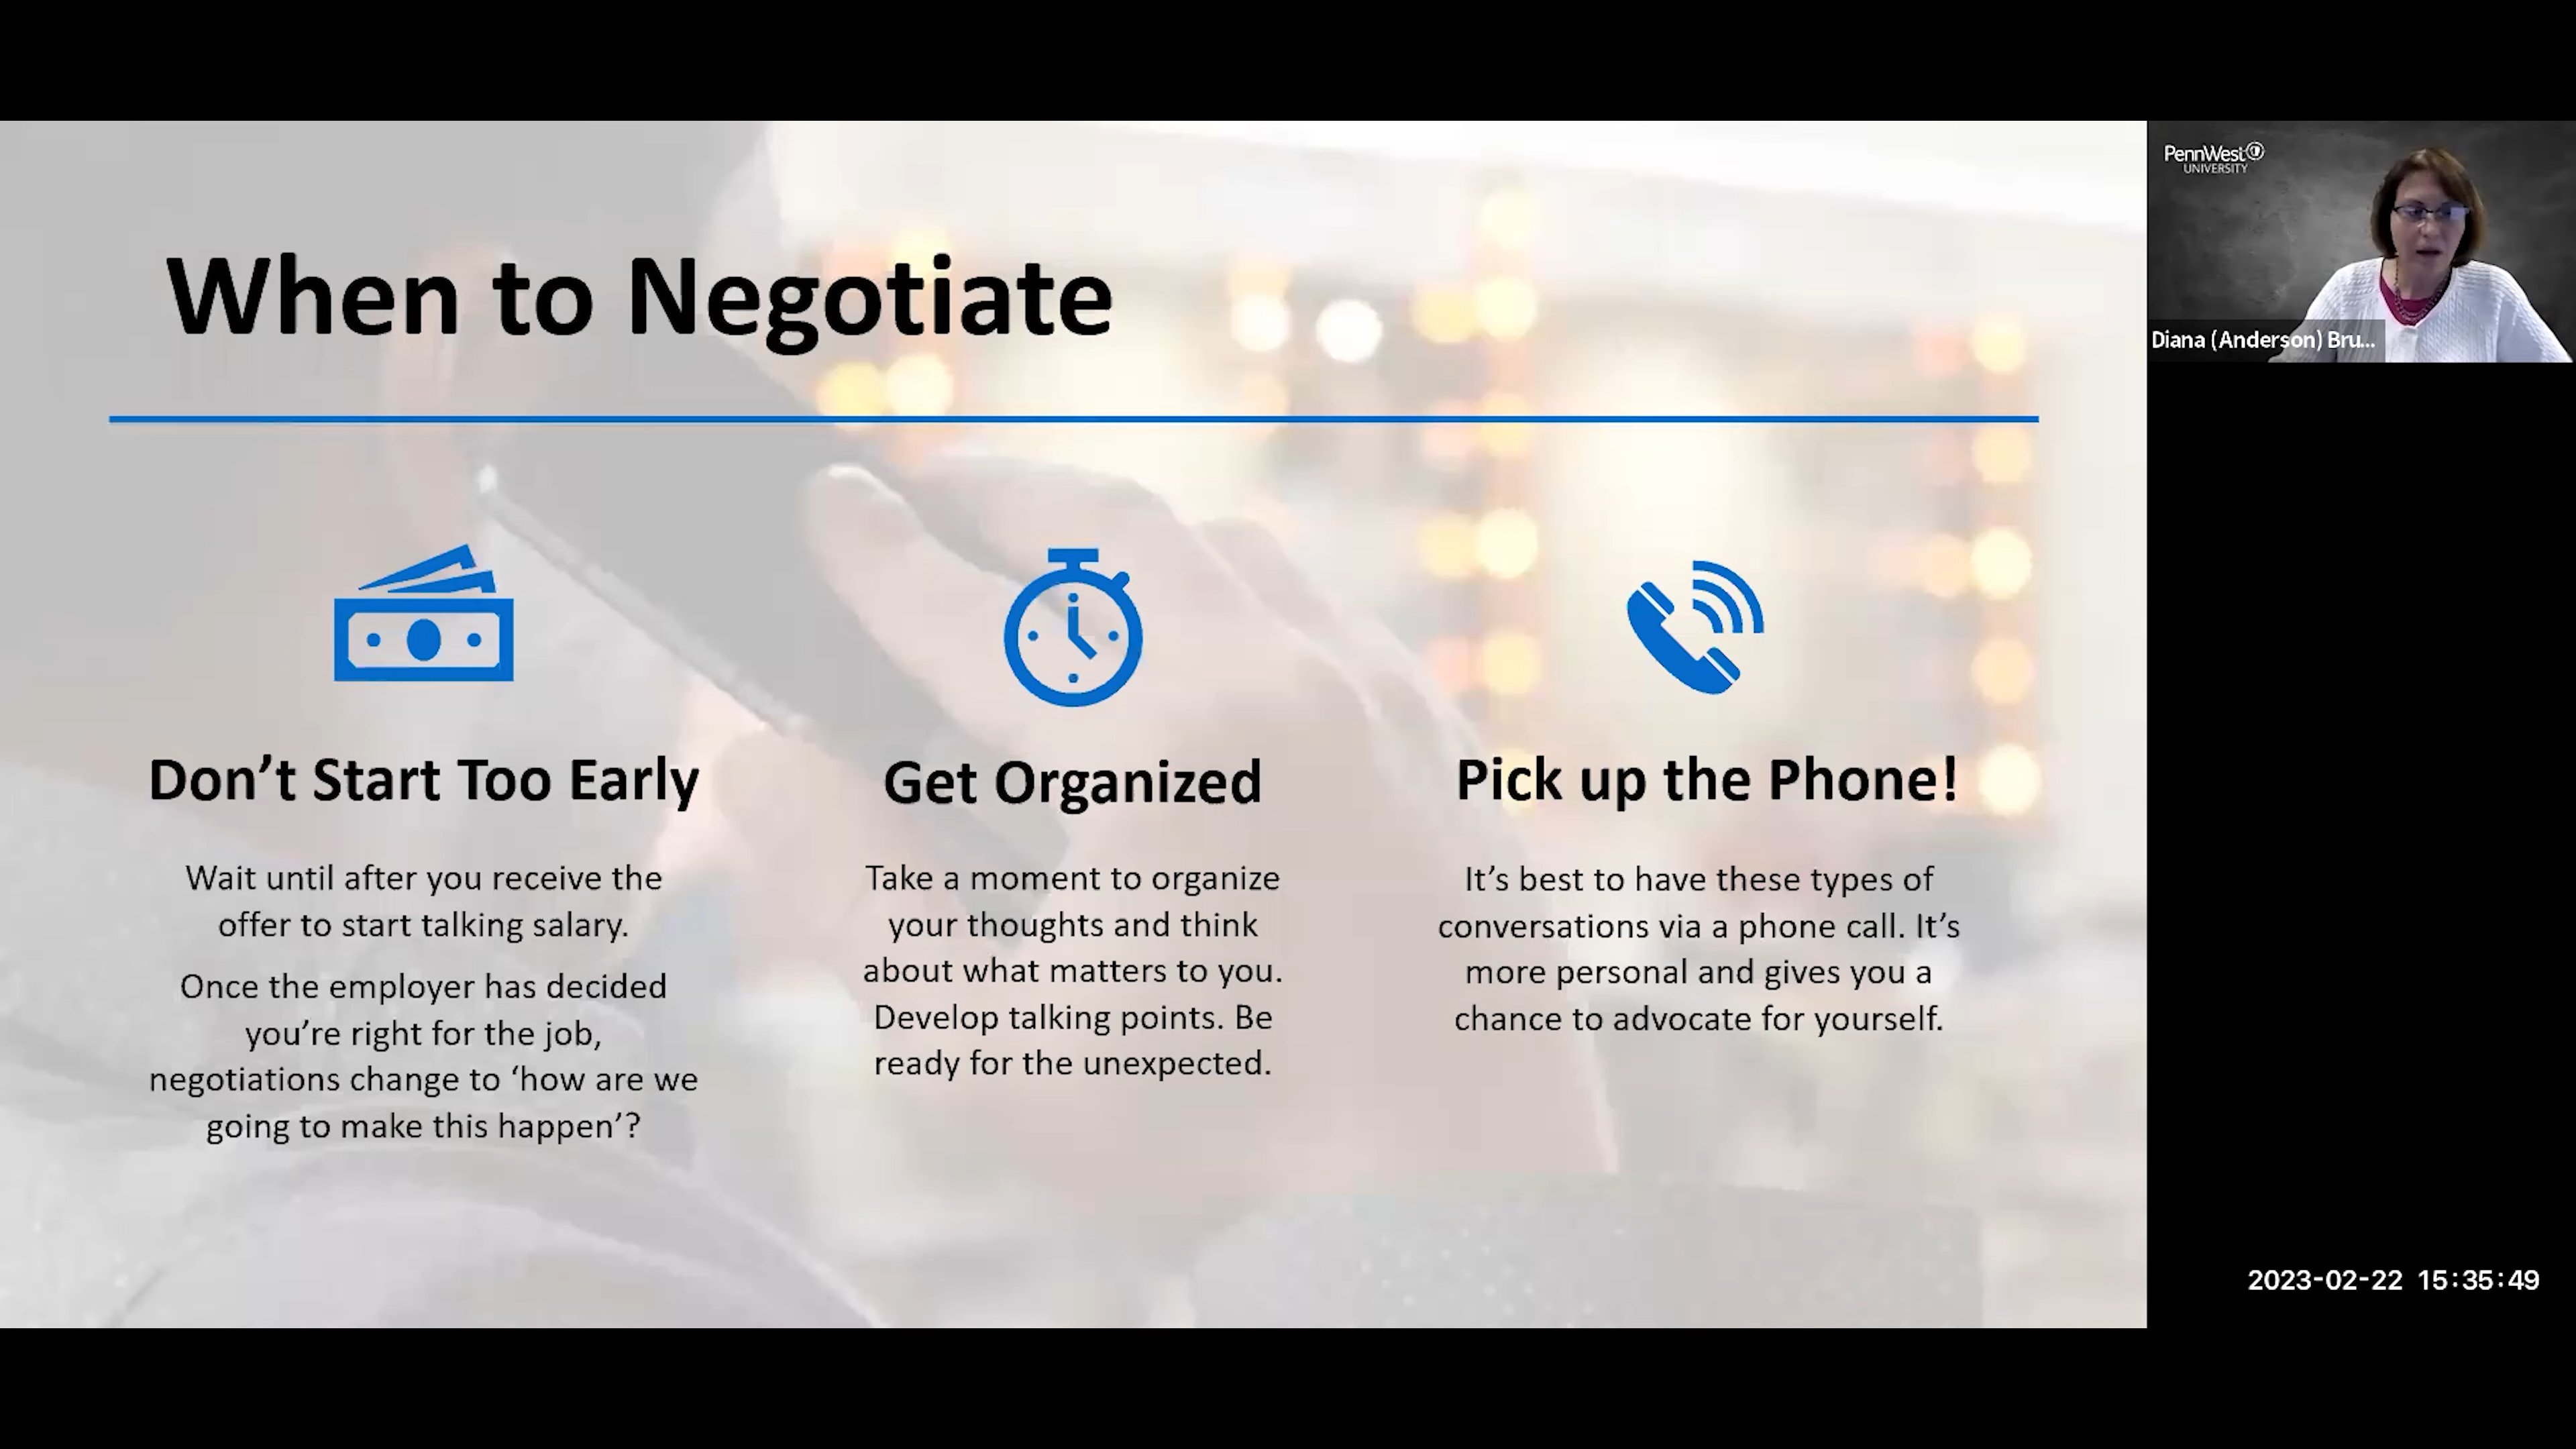 When to Negotiate
Don’t Start Too Early
Wait until after you receive the
offer to start talking salary.
Once the employer has decided
you’re right for the job,
negotiations change to ‘how are we
going to make this happen’?
Get Organized
Take a moment to organize
your thoughts and think
about what matters to you.
Develop talking points. Be
ready for the unexpected.
Pick up the Phone!
It’s best to have these types of
conversations via a phone call. It’s
more personal and gives you a
chance to advocate for yourself.
PennWest
UNIVERSITY
Diana (Anderson) Bru...
2023-02-22 15:35:49